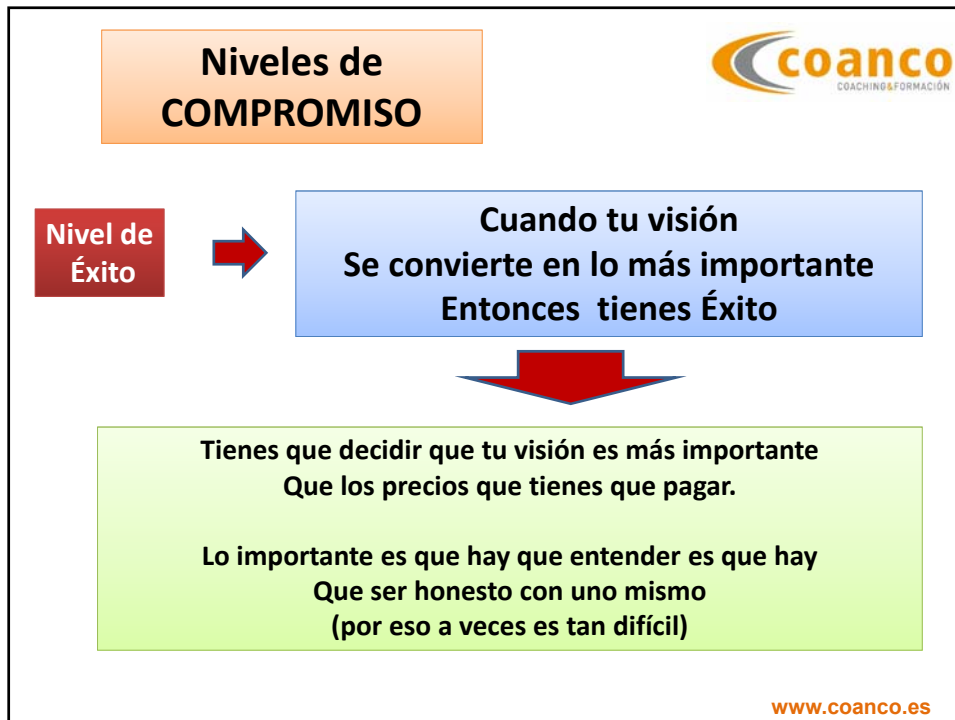 Niveles de
COMPROMISO
coanco
COACHING&FORMACIÓN
Nivel de
Éxito
Cuando tu visión
Se convierte en lo más importante
Entonces tienes Éxito
Tienes que decidir que tu visión es más importante
Que los precios que tienes que pagar.
Lo importante es que hay que entender es que hay
Que ser honesto con uno mismo
(por eso a veces es tan difícil)
www.coanco.es